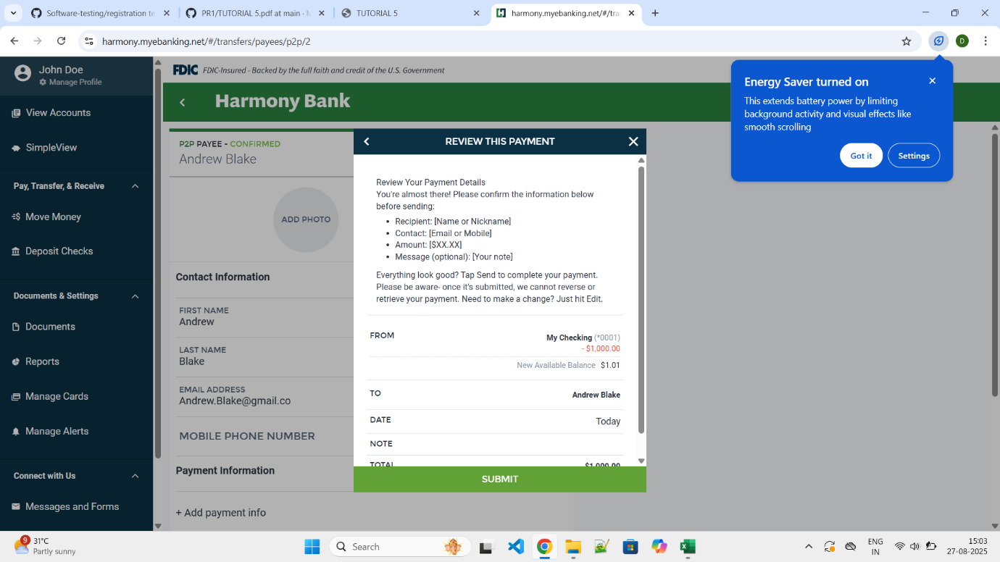 Software-testing/registration te
PR1/TUTORIAL 5.pdf at main · M
TUTORIAL 5
harmony.myebanking.net/#/tra
harmony.myebanking.net/#/transfers/payees/p2p/2
D
John Doe
Manage Profile
View Accounts
SimpleView
Pay, Transfer, & Receive
Move Money
Deposit Checks
Documents & Settings
Documents
Reports
Manage Cards
Manage Alerts
Connect with Us
Messages and Forms
FDIC FDIC-Insured - Backed by the full faith and credit of the U.S. Government
Harmony Bank
P2P PAYEE - CONFIRMED
Andrew Blake
ADD PHOTO
Contact Information
FIRST NAME
Andrew
LAST NAME
Blake
EMAIL ADDRESS
Andrew.Blake@gmail.co
MOBILE PHONE NUMBER
Payment Information
+ Add payment info
REVIEW THIS PAYMENT
Review Your Payment Details
You're almost there! Please confirm the information below
before sending:
• Recipient: [Name or Nickname]
• Contact: [Email or Mobile]
• Amount: [$XX.XX]
• Message (optional): [Your note]
Everything look good? Tap Send to complete your payment.
Please be aware- once it's submitted, we cannot reverse or
retrieve your payment. Need to make a change? Just hit Edit.
FROM
My Checking (*0001)
- $1,000.00
New Available Balance $1.01
TO Andrew Blake
DATE Today
NOTE
TOTAL $1,000.00
SUBMIT
Energy Saver turned on
This extends battery power by limiting
background activity and visual effects like
smooth scrolling
Got it Settings
9
31°C
Partly sunny
Search
ENG
IN
15:03
27-08-2025